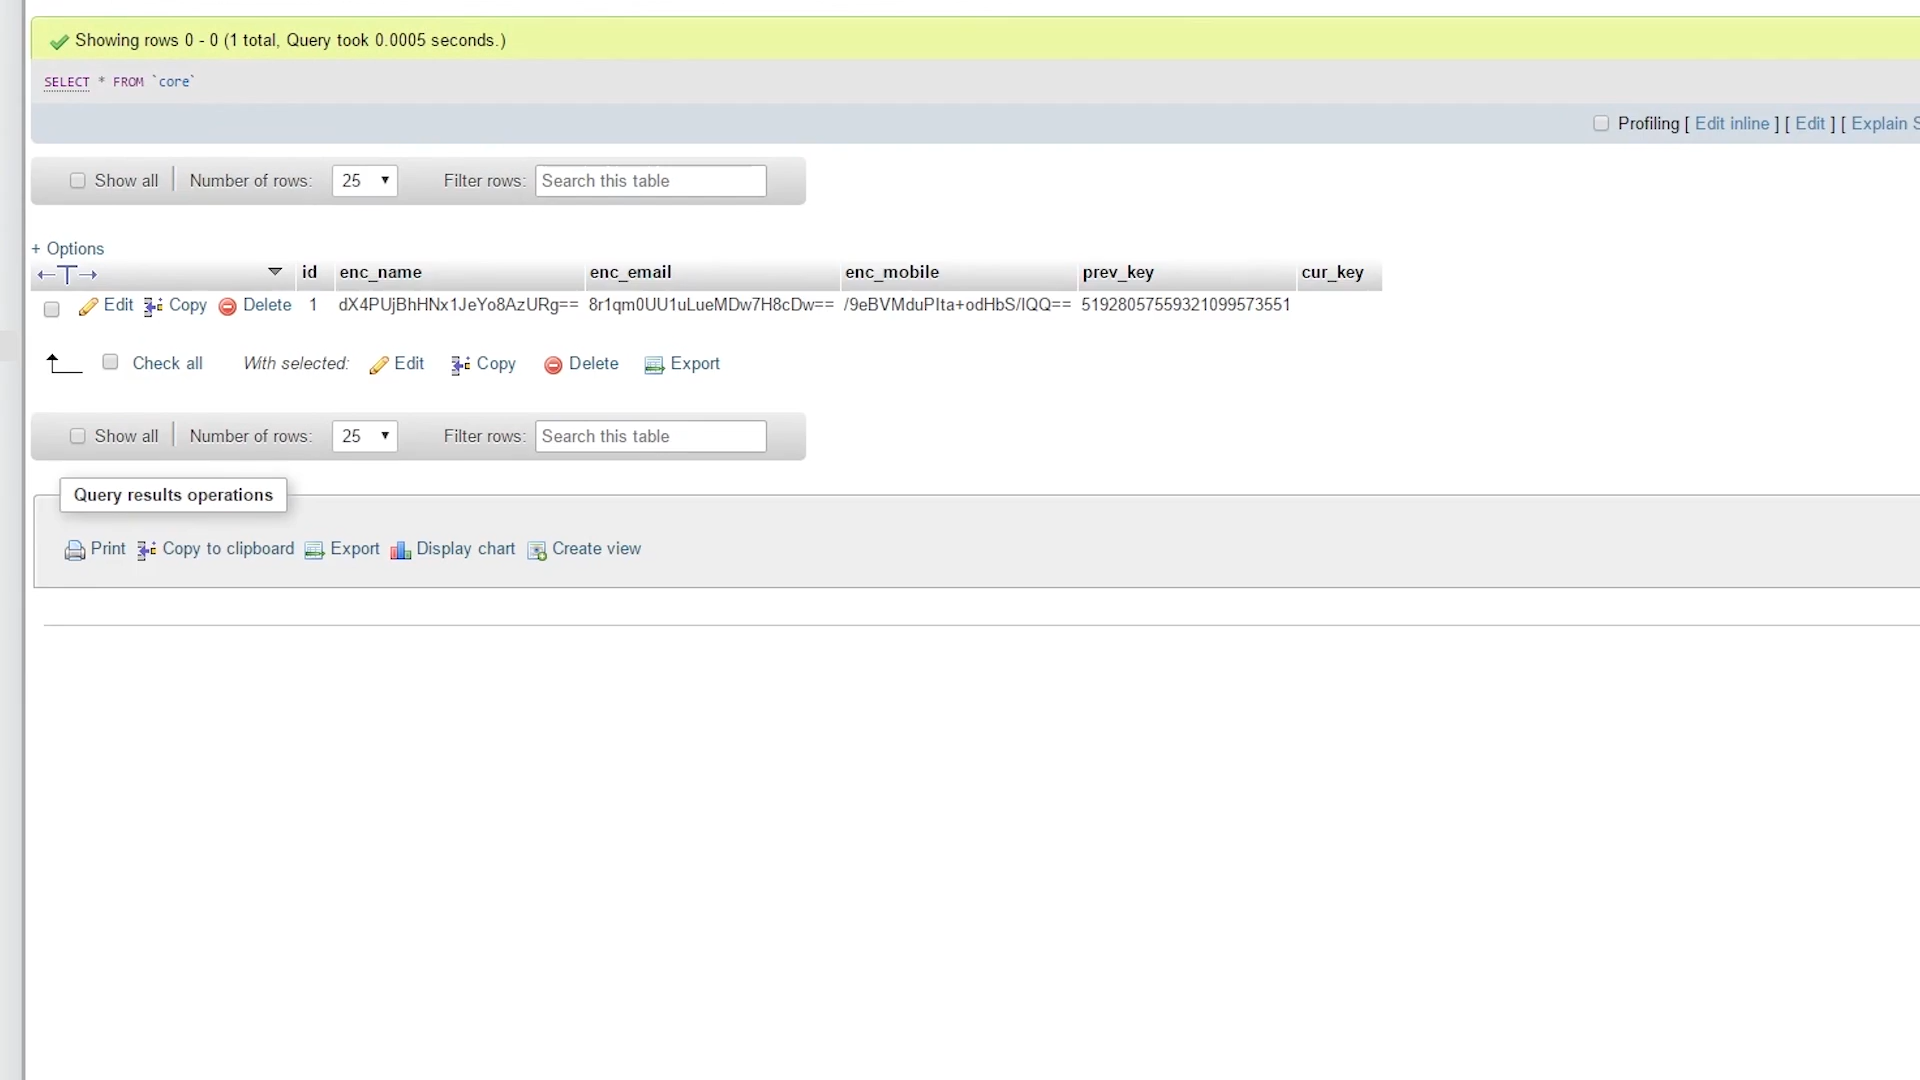 Showing rows 0 - 0 (1 total, Query took 0.0005 seconds.)
SELECT * FROM `core`
Profiling [ Edit inline ] [ Edit ] [ Explain S
Show all Number of rows: 25 Filter rows: Search this table
+ Options
id enc_name enc_email enc_mobile prev_key cur_key
Edit Copy Delete 1 dX4PUjBhHNx1JeYo8AzURg== 8r1qm0UU1uLueMDw7H8cDw== /9eBVMduPIta+odHbS/IQQ== 51928057559321099573551
Check all With selected: Edit Copy Delete Export
Show all Number of rows: 25 Filter rows: Search this table
Query results operations
Print Copy to clipboard Export Display chart Create view